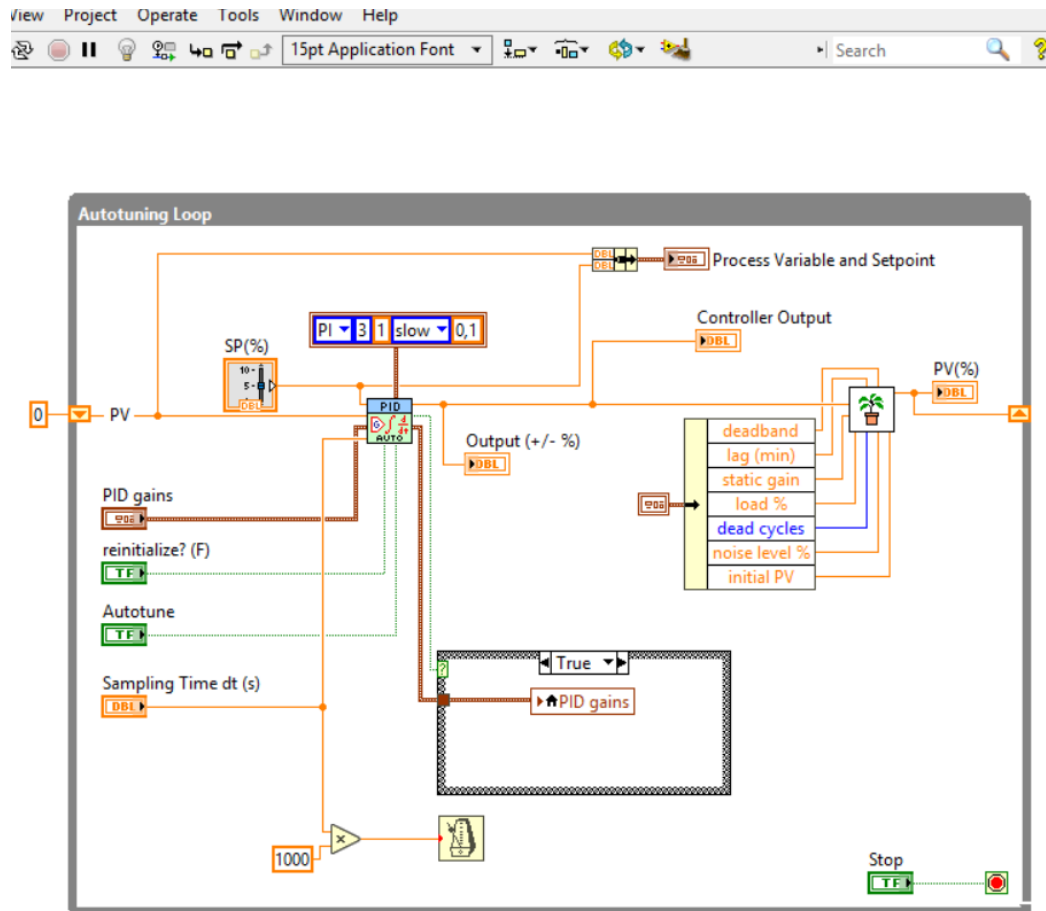 View Project Operate Tools Window Help
15pt Application Font
Search
Autotuning Loop
DBL
DBL
Process Variable and Setpoint
PI 3 1 slow 0,1
Controller Output
DBL
SP(%)
10
5
DBL
PV(%)
DBL
0
PV
PID
AUTO
Output (+/- %)
DBL
deadband
lag (min)
static gain
load %
dead cycles
noise level %
initial PV
PID gains
reinitialize? (F)
TF
Autotune
TF
?
True
PID gains
Sampling Time dt (s)
DBL
1000
x
Stop
TF